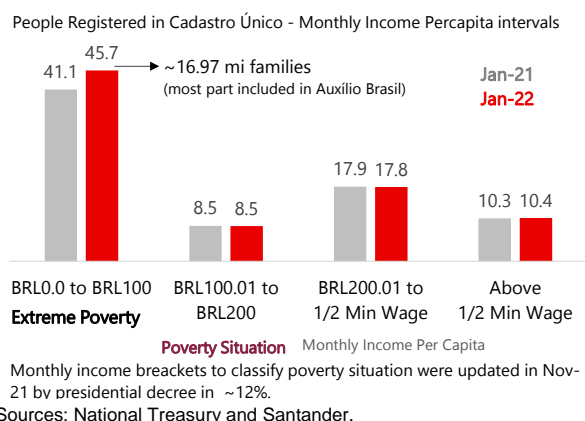 People Registered in Cadastro Único - Monthly Income Percapita intervals
45.7
41.1
~16.97 mi families
(most part included in Auxílio Brasil)
Jan-21
Jan-22
17.9 17.8
8.5 8.5
10.3 10.4
BRL0.0 to BRL100
BRL100.01 to
BRL200
BRL200.01 to
1/2 Min Wage
Above
1/2 Min Wage
Extreme Poverty
Poverty Situation
Monthly Income Per Capita
Monthly income breackets to classify poverty situation were updated in Nov-
21 by presidential decree in ~12%.
Sources: National Treasury and Santander.